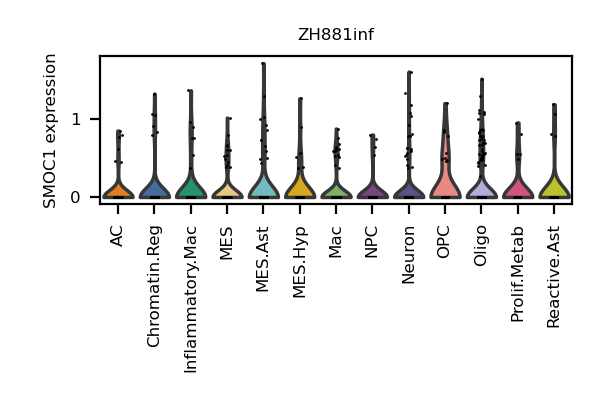 ZH881inf
SMOC1 expression
1
0
AC
Chromatin.Reg
Inflammatory.Mac
MES
MES.Ast
MES.Hyp
Mac
NPC
Neuron
OPC
Oligo
Prolif.Metab
Reactive.Ast